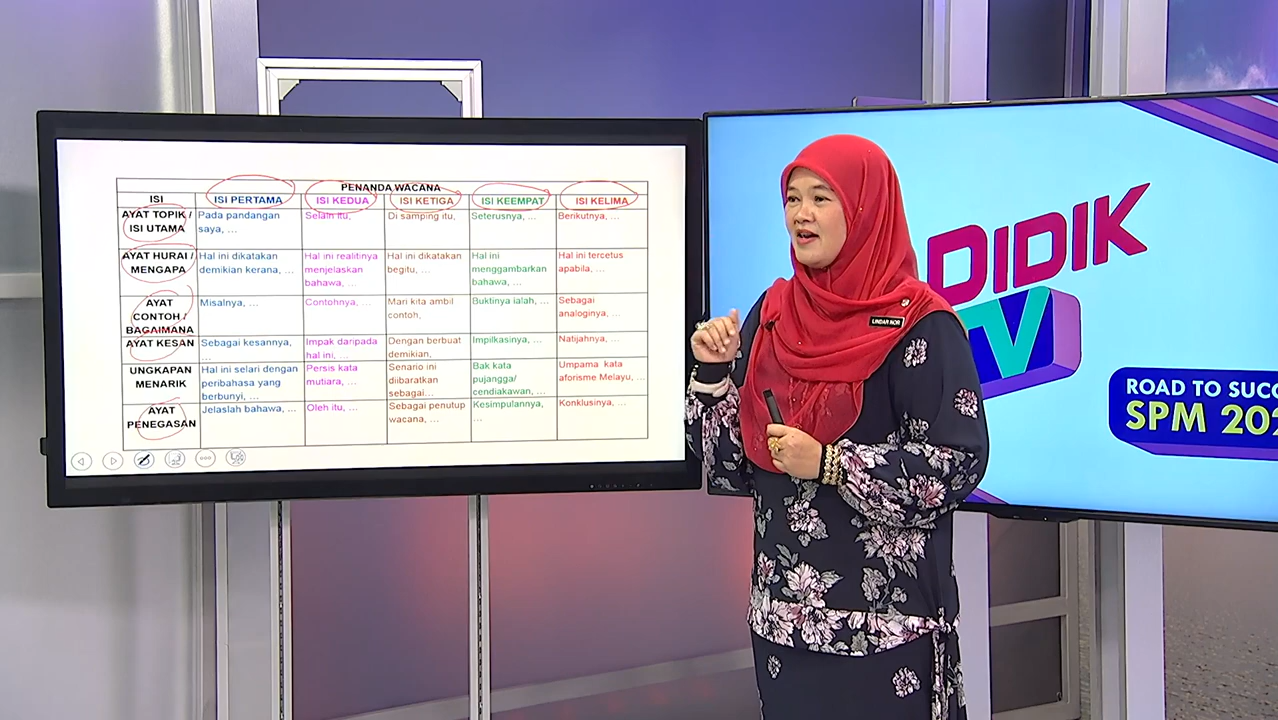 PENANDA WACANA
ISI ISI PERTAMA ISI KEDUA ISI KETIGA ISI KEEMPAT ISI KELIMA
AYAT TOPIK / Pada pandangan Selain itu, Di samping itu, Seterusnya, ... Berikutnya, ...
ISI UTAMA saya, ...
AYAT HURAI / Hal ini dikatakan Hal ini realitinya Hal ini dikatakan Hal ini Hal ini tercetus
MENGAPA demikian kerana, ... menjelaskan begitu, ... menggambarkan apabila, ...
bahawa, ... bahawa, ...
AYAT Misalnya, ... Contohnya, ... Mari kita ambil Buktinya ialah, ... Sebagai
CONTOH / contoh, analoginya, ...
BAGAIMANA
AYAT KESAN Sebagai kesannya, Impak daripada Dengan berbuat Impilkasinya, ... Natijahnya, ...
... hal ini, ... demikian,
UNGKAPAN Hal ini selari dengan Persis kata Senario ini Bak kata Umpama kata
MENARIK peribahasa yang mutiara, ... diibaratkan pujangga/ aforisme Melayu, ...
berbunyi, ... sebagai... cendiakawan, ...
AYAT Jelaslah bahawa, ... Oleh itu, ... Sebagai penutup Kesimpulannya, Konklusinya, ...
PENEGASAN wacana, ... ...
LINDAR NOR
DIDIK
TV
ROAD TO SUCC
SPM 202